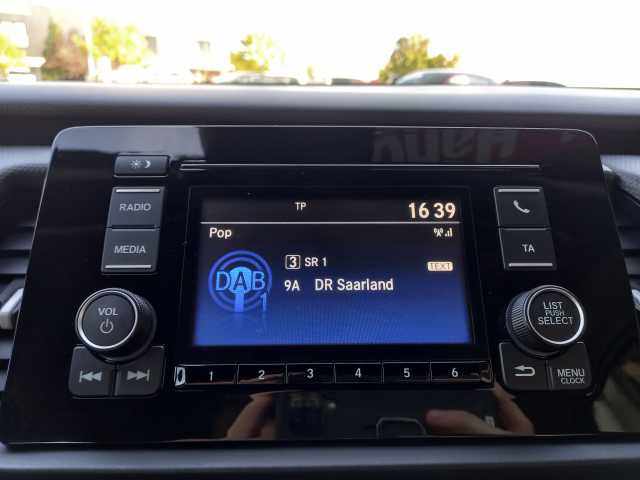 RADIO
MEDIA
VOL
TP
16 39
Pop
3 SR 1
TEXT
DAB
1
9A DR Saarland
TA
LIST
PUSH
SELECT
MENU
CLOCK
1 2 3 4 5 6